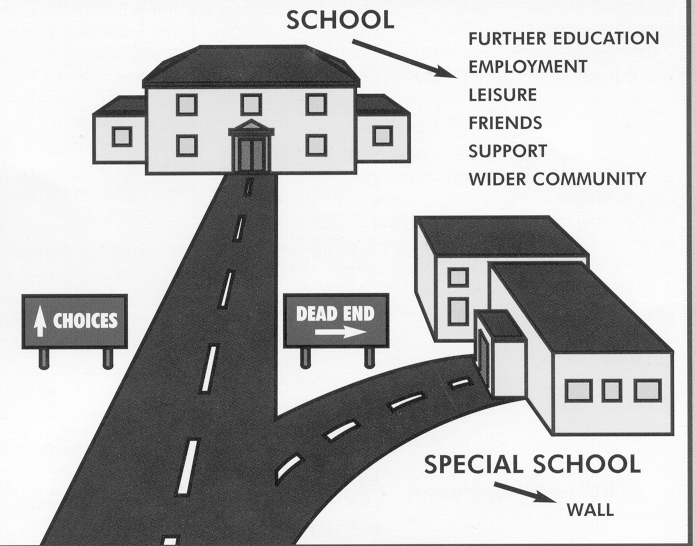 SCHOOL
FURTHER EDUCATION
EMPLOYMENT
LEISURE
FRIENDS
SUPPORT
WIDER COMMUNITY
CHOICES
DEAD END
SPECIAL SCHOOL
WALL